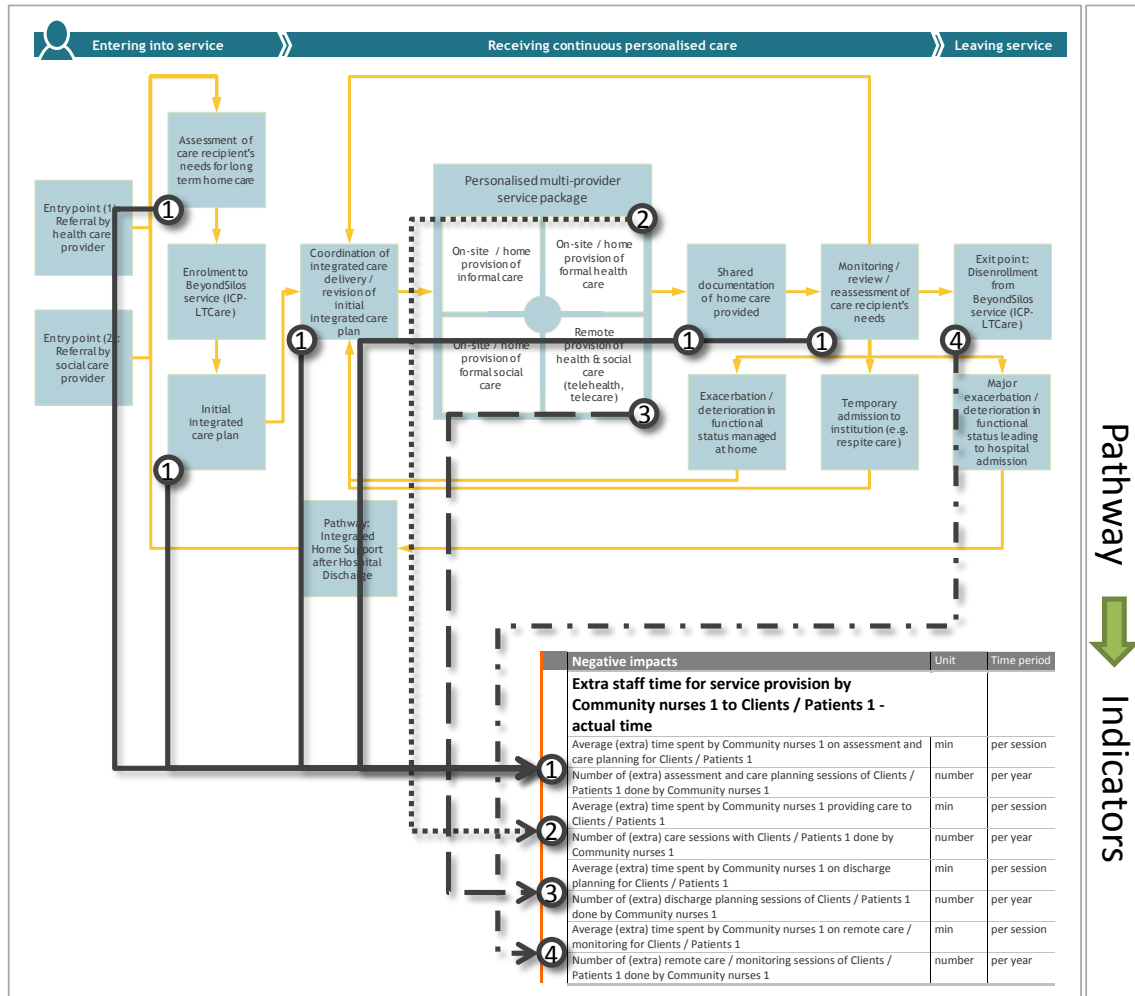 Entering into service
Receiving continuous personalised care
Leaving service
Assessment of
care recipient's
needs for long
term home care
1
Entry point (1):
Referral by
health care
provider
Enrolment to
BeyondSilos
service (ICP-
LTCare)
Entry point (2):
Referral by
social care
provider
Initial
integrated
care plan
1
Coordination of
integrated care
delivery /
revision of
initial
integrated care
plan
1
Personalised multi-provider
service package
2
On-site / home
provision of
informal care
On-site / home
provision of
formal health
care
On-site / home
provision of
formal social
care
Remote
provision of
health & social
care
(telehealth,
telecare)
3
Shared
documentation
of home care
provided
1
Monitoring /
review /
reassessment of
care recipient's
needs
1
Exit point:
Disenrollment
from
BeyondSilos
service (ICP-
LTCare)
4
Exacerbation /
deterioration in
functional
status managed
at home
Temporary
admission to
institution (e.g.
respite care)
Major
exacerbation /
deterioration in
functional
status leading
to hospital
admission
Pathway:
Integrated
Home Support
after Hospital
Discharge
Pathway
Indicators
Negative impacts Unit Time period
Extra staff time for service provision by
Community nurses 1 to Clients / Patients 1 -
actual time
1
Average (extra) time spent by Community nurses 1 on assessment and min per session
care planning for Clients / Patients 1
Number of (extra) assessment and care planning sessions of Clients / number per year
Patients 1 done by Community nurses 1
2
Average (extra) time spent by Community nurses 1 providing care to min per session
Clients / Patients 1
Number of (extra) care sessions with Clients / Patients 1 done by number per year
Community nurses 1
3
Average (extra) time spent by Community nurses 1 on discharge min per session
planning for Clients / Patients 1
Number of (extra) discharge planning sessions of Clients / Patients 1 number per year
done by Community nurses 1
4
Average (extra) time spent by Community nurses 1 on remote care / min per session
monitoring for Clients / Patients 1
Number of (extra) remote care / monitoring sessions of Clients / number per year
Patients 1 done by Community nurses 1